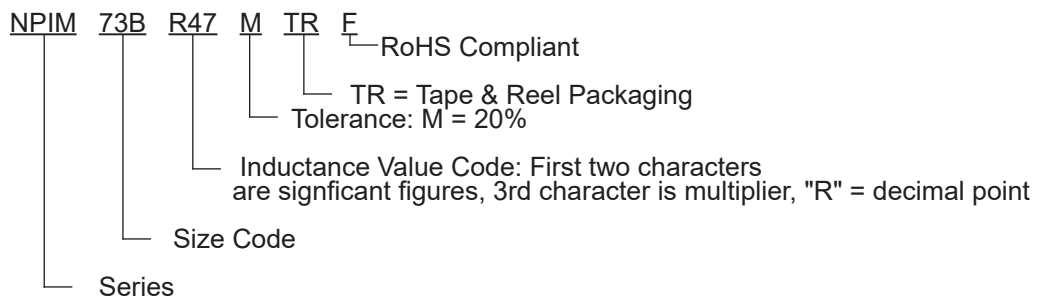 NPIM 73B R47 M TR F
RoHS Compliant
TR = Tape & Reel Packaging
Tolerance: M = 20%
Inductance Value Code: First two characters
are signficant figures, 3rd character is multiplier, "R" = decimal point
Size Code
Series